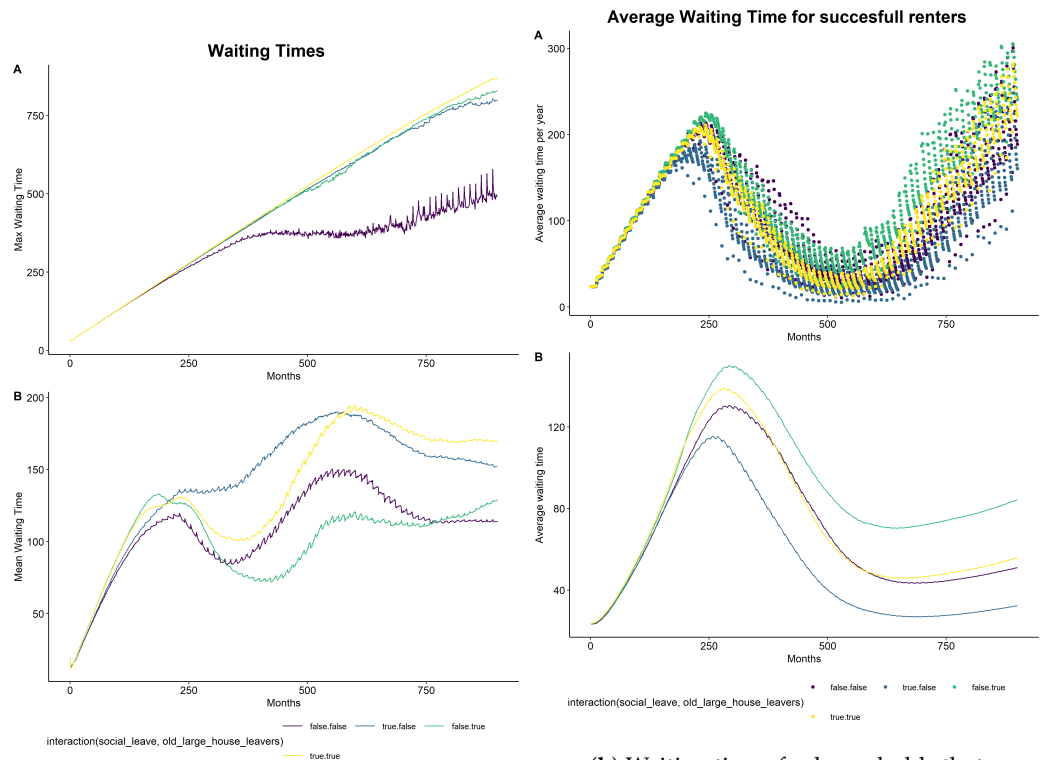 Waiting Times
A
Max Waiting Time
750
500
250
0
0
250
500
750
Months
B
Mean Waiting Time
200
150
100
50
0
250
500
750
Months
interaction(social_leave, old_large_house_leavers)
false.false
true.false
false.true
true.true
Average Waiting Time for succesfull renters
A
Average waiting time per year
300
200
100
0
0
250
500
750
Months
B
Average waiting time
120
80
40
0
250
500
750
Months
interaction(social_leave, old_large_house_leavers)
false.false
true.false
false.true
true.true